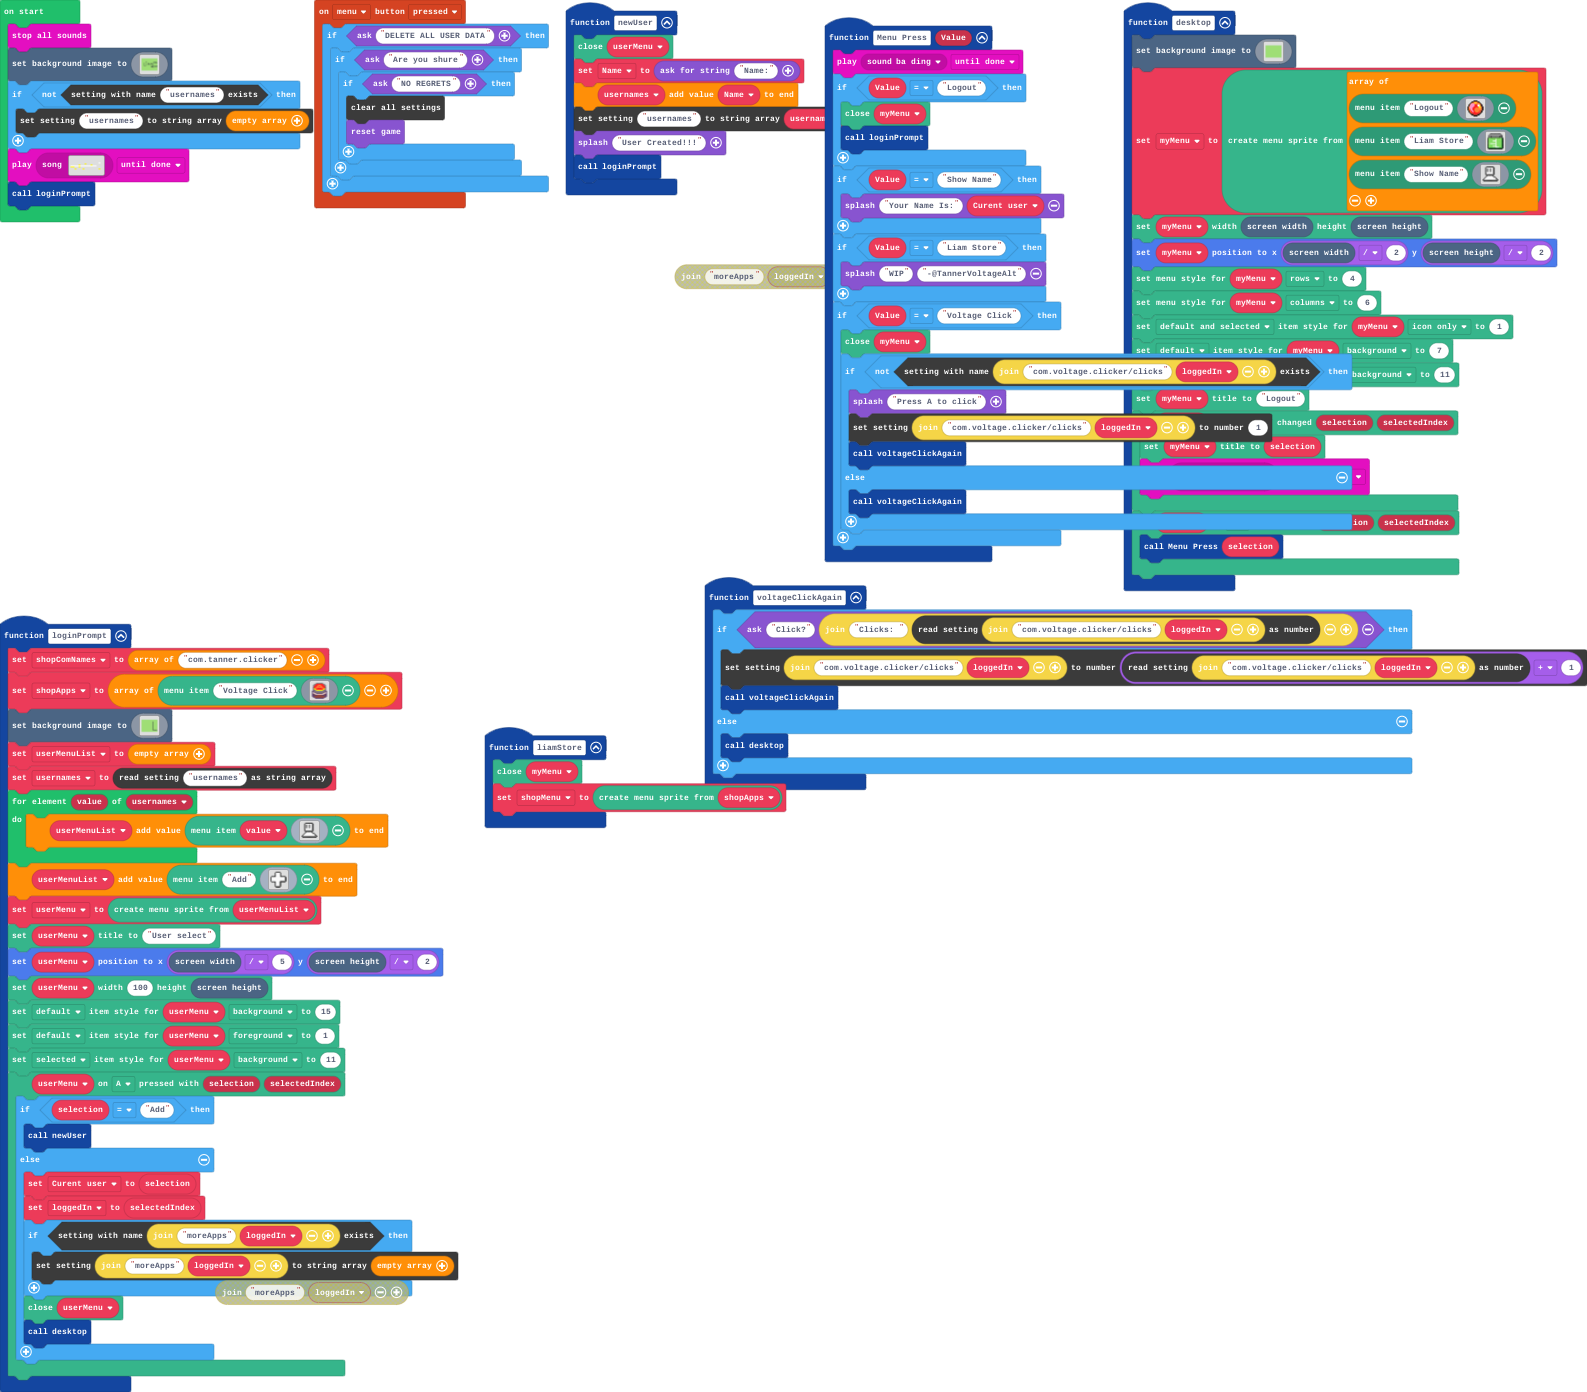 on start
stop all sounds
set background image to
if not setting with name "usernames" exists then
set setting "usernames" to string array empty array
play song until done
call loginPrompt
on menu button pressed
if ask "DELETE ALL USER DATA" then
if ask "Are you shure" then
if ask "NO REGRETS" then
clear all settings
reset game
function newUser
close userMenu
set Name to ask for string "Name:"
usernames add value Name to end
set setting "usernames" to string array usernam
splash "User Created!!!"
call loginPrompt
join "moreApps" loggedIn
function Menu Press Value
play sound ba ding until done
if Value = "Logout" then
close myMenu
call loginPrompt
if Value = "Show Name" then
splash "Your Name Is:" Curent user
if Value = "Liam Store" then
splash "WIP" "-@TannerVoltageAlt"
if Value = "Voltage Click" then
close myMenu
if not setting with name join "com.voltage.clicker/clicks" loggedIn exists then
splash "Press A to click"
set setting join "com.voltage.clicker/clicks" loggedIn to number 1
call voltageClickAgain
else
call voltageClickAgain
function desktop
set background image to
set myMenu to create menu sprite from array of
menu item "Logout"
menu item "Liam Store"
menu item "Show Name"
set myMenu width screen width height screen height
set myMenu position to x screen width / 2 y screen height / 2
set menu style for myMenu rows to 4
set menu style for myMenu columns to 6
set default and selected item style for myMenu icon only to 1
set default item style for myMenu background to 7
background to 11
set myMenu title to "Logout"
changed selection selectedIndex
set myMenu title to selection
ion selectedIndex
call Menu Press selection
function voltageClickAgain
if ask "Click?" join "Clicks: " read setting join "com.voltage.clicker/clicks" loggedIn as number then
set setting join "com.voltage.clicker/clicks" loggedIn to number read setting join "com.voltage.clicker/clicks" loggedIn as number + 1
call voltageClickAgain
else
call desktop
function liamStore
close myMenu
set shopMenu to create menu sprite from shopApps
function loginPrompt
set shopComNames to array of "com.tanner.clicker"
set shopApps to array of menu item "Voltage Click"
set background image to
set userMenuList to empty array
set usernames to read setting "usernames" as string array
for element value of usernames
do userMenuList add value menu item value to end
userMenuList add value menu item "Add" to end
set userMenu to create menu sprite from userMenuList
set userMenu title to "User select"
set userMenu position to x screen width / 5 y screen height / 2
set userMenu width 100 height screen height
set default item style for userMenu background to 15
set default item style for userMenu foreground to 1
set selected item style for userMenu background to 11
userMenu on A pressed with selection selectedIndex
if selection = "Add" then
call newUser
else
set Curent user to selection
set loggedIn to selectedIndex
if setting with name join "moreApps" loggedIn exists then
set setting join "moreApps" loggedIn to string array empty array
join "moreApps" loggedIn
close userMenu
call desktop